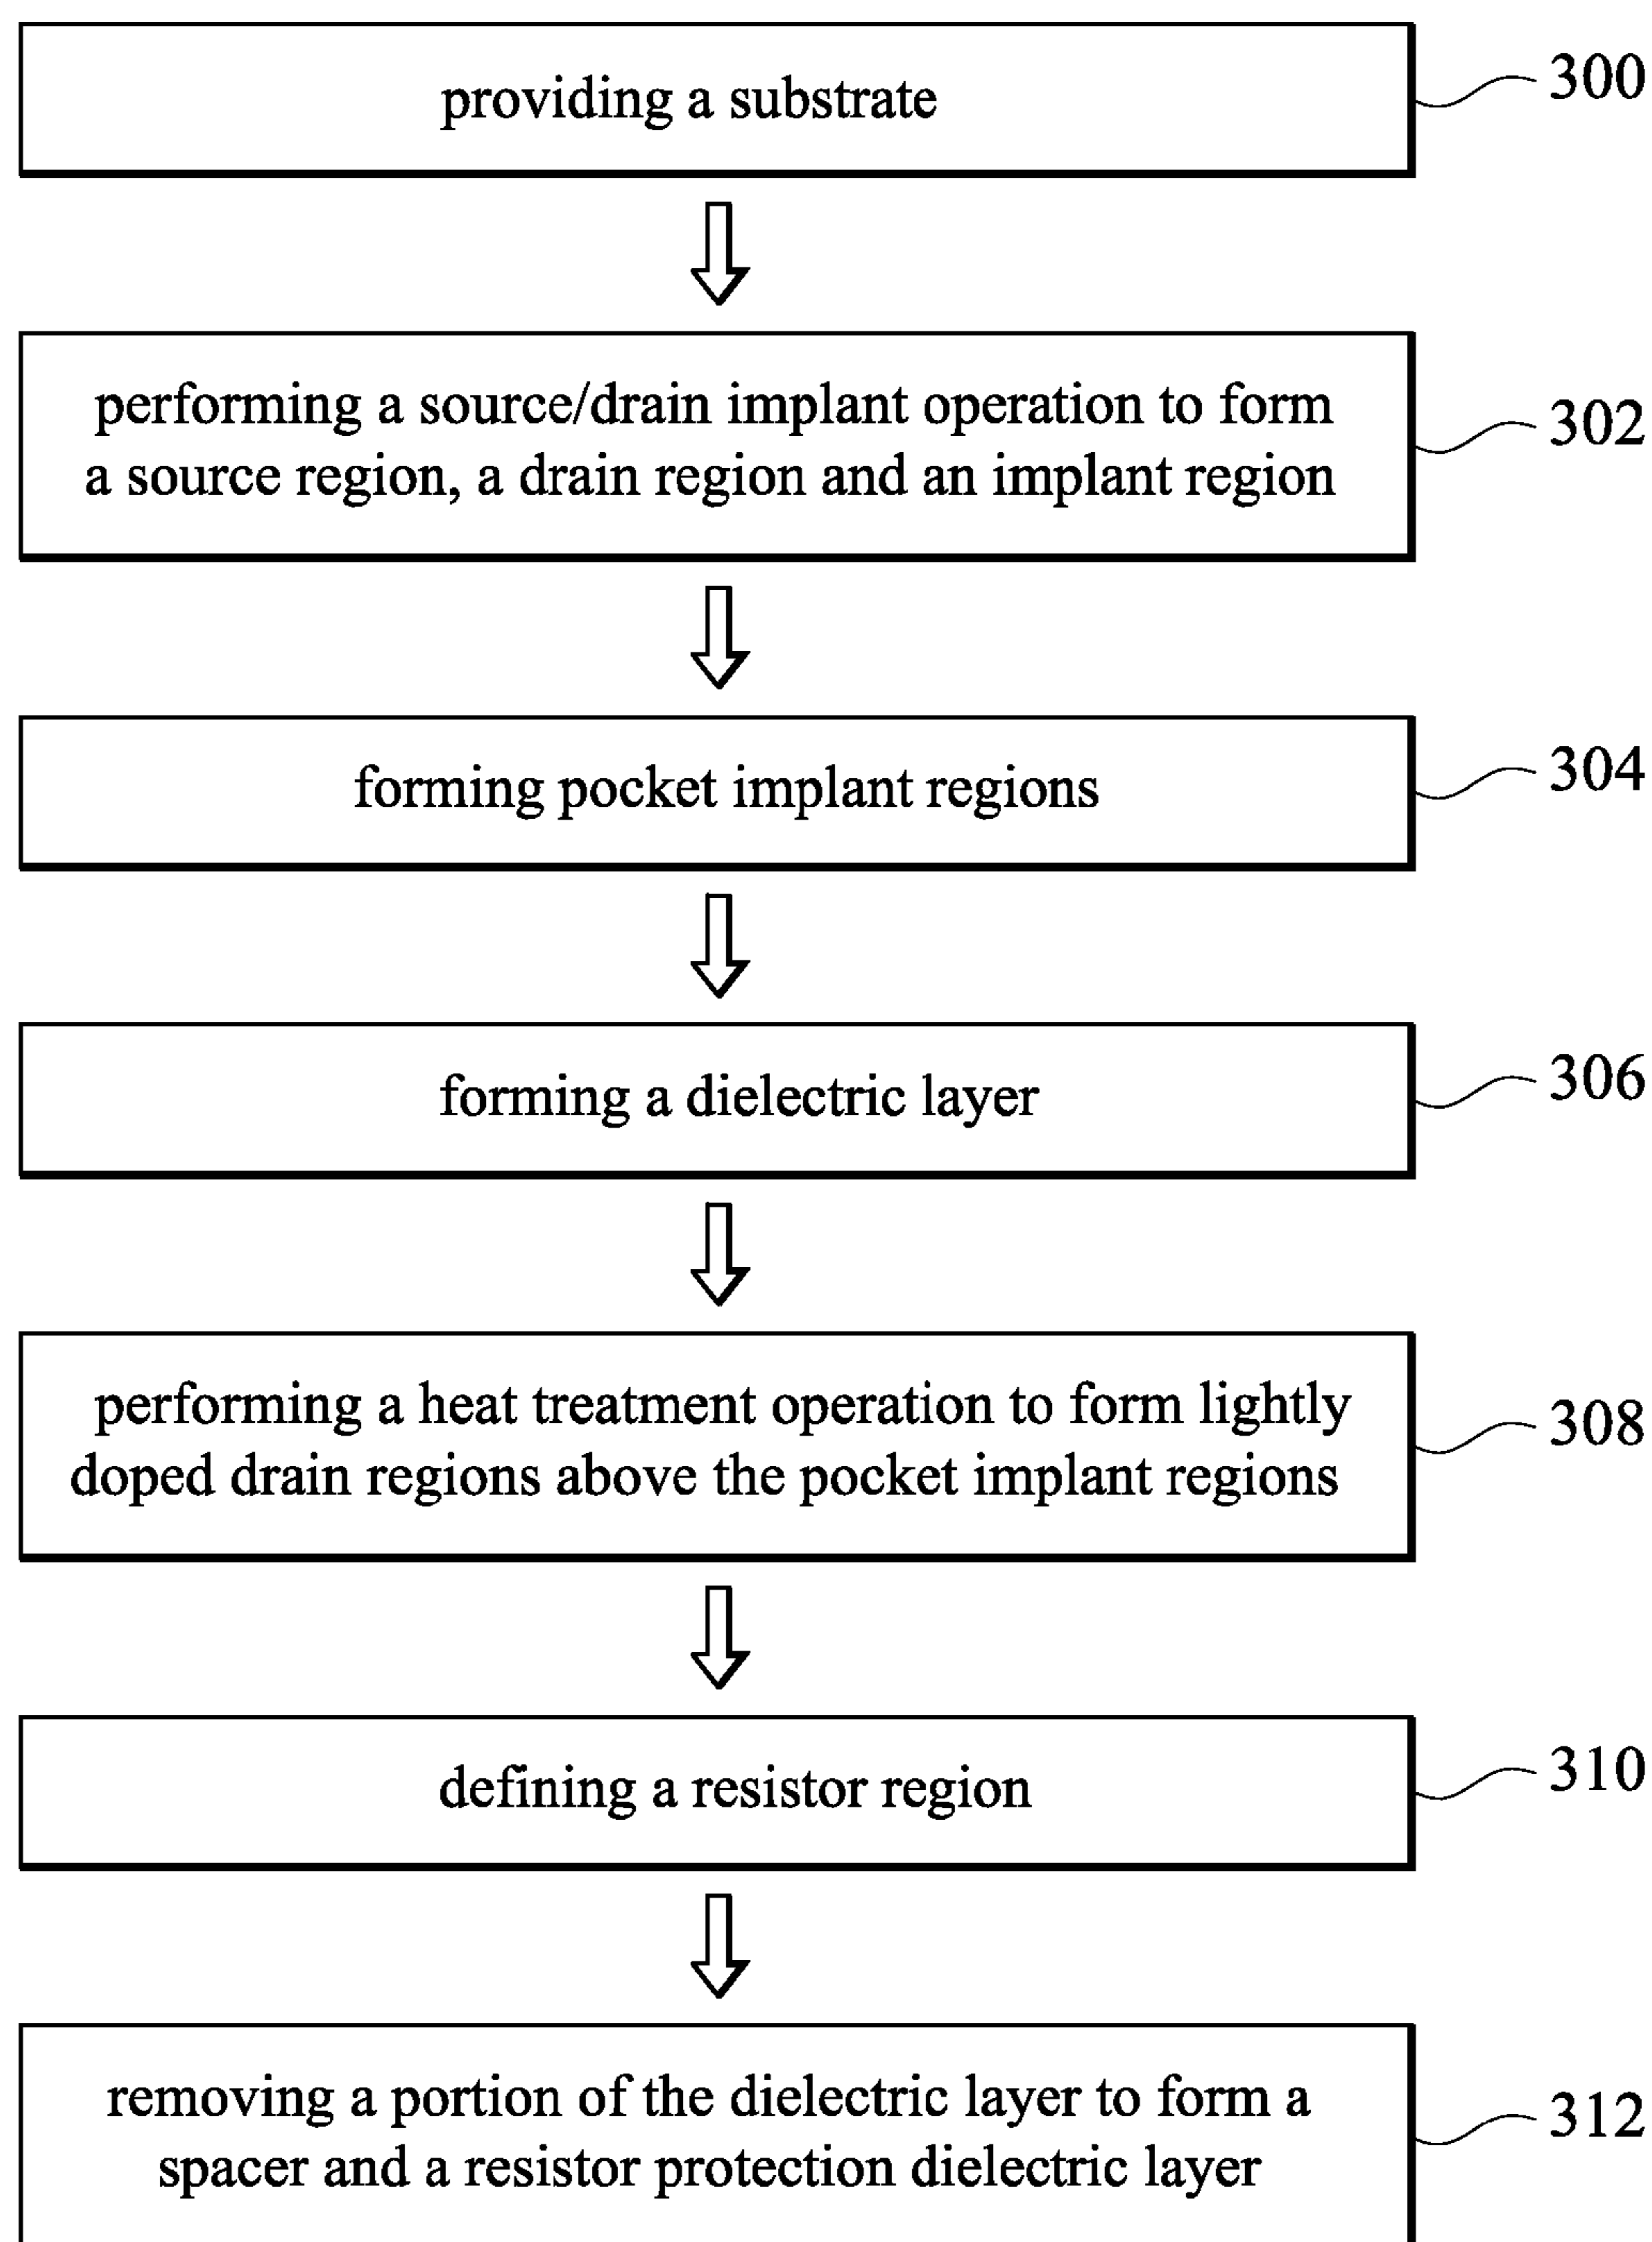 providing a substrate
300
performing a source/drain implant operation to form
a source region, a drain region and an implant region
302
forming pocket implant regions
304
forming a dielectric layer
306
performing a heat treatment operation to form lightly
doped drain regions above the pocket implant regions
308
defining a resistor region
310
removing a portion of the dielectric layer to form a
spacer and a resistor protection dielectric layer
312